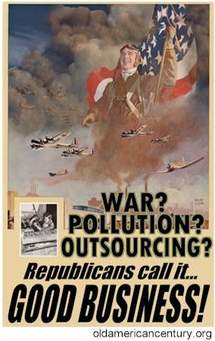 WAR?
POLLUTION?
OUTSOURCING?
Republicans call it...
GOOD BUSINESS!
oldamericancentury.org